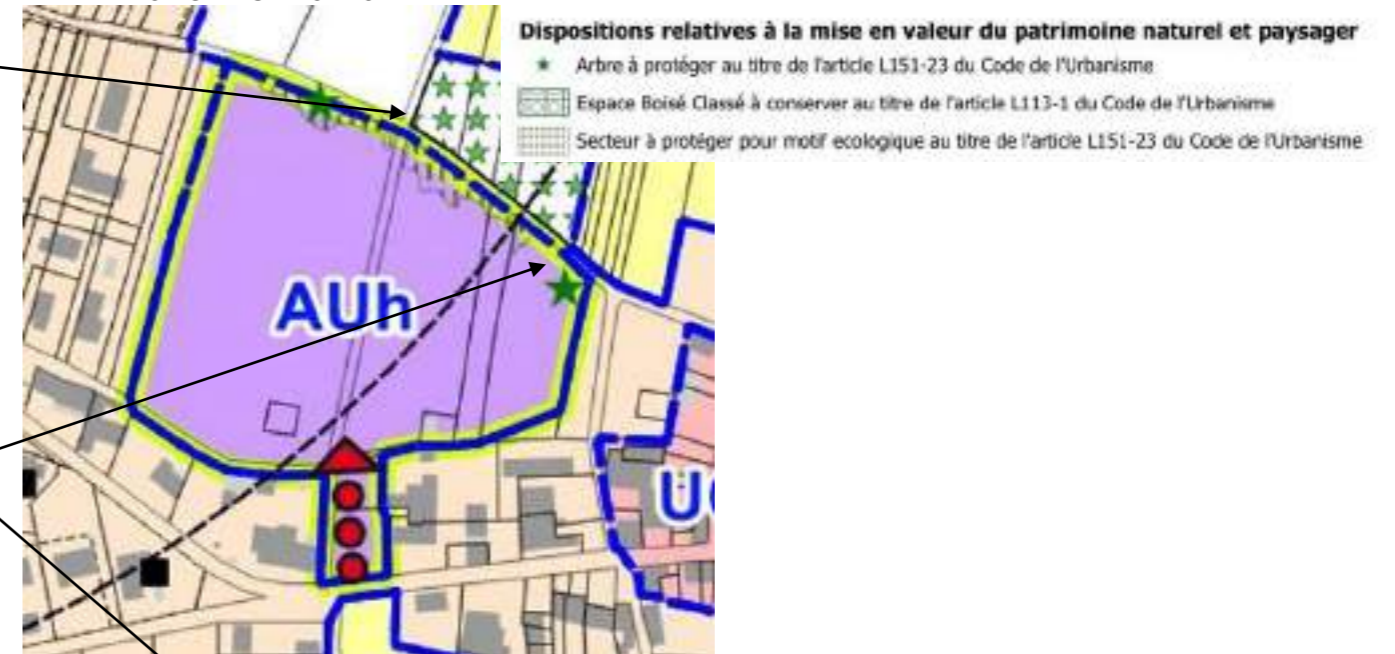 Dispositions relatives à la mise en valeur du patrimoine naturel et paysager
Arbre à protéger au titre de l'article L151-23 du Code de l'Urbanisme
Espace Boisé Classé à conserver au titre de l'article L113-1 du Code de l'Urbanisme
Secteur à protéger pour motif ecologique au titre de l'article L151-23 du Code de l'Urbanisme
AUh